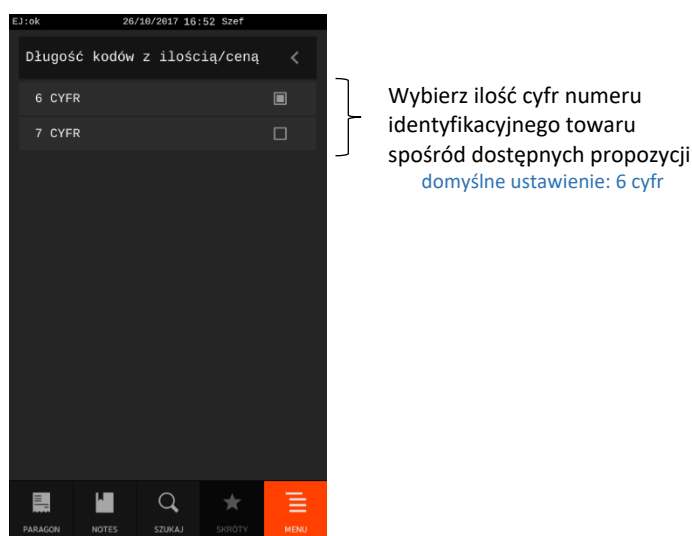 EJ:ok 26/10/2017 16:52 Szef
Długość kodów z ilością/ceną
6 CYFR
7 CYFR
Wybierz ilość cyfr numeru
identyfikacyjnego towaru
spośród dostępnych propozycji
domyślne ustawienie: 6 cyfr
PARAGON NOTES SZUKAJ SKRÓTY MENU